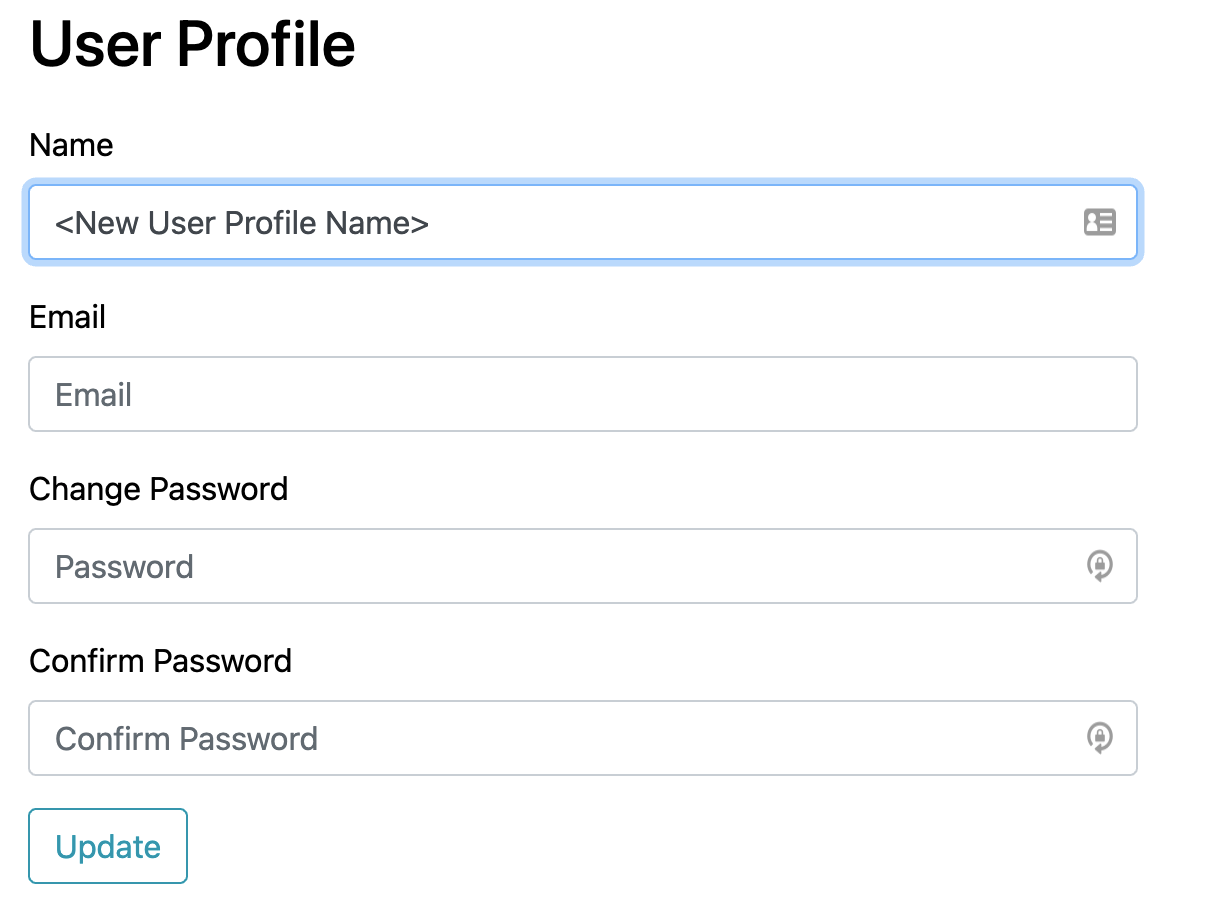 User Profile
Name
<New User Profile Name>
Email
Email
Change Password
Password
Confirm Password
Confirm Password
Update